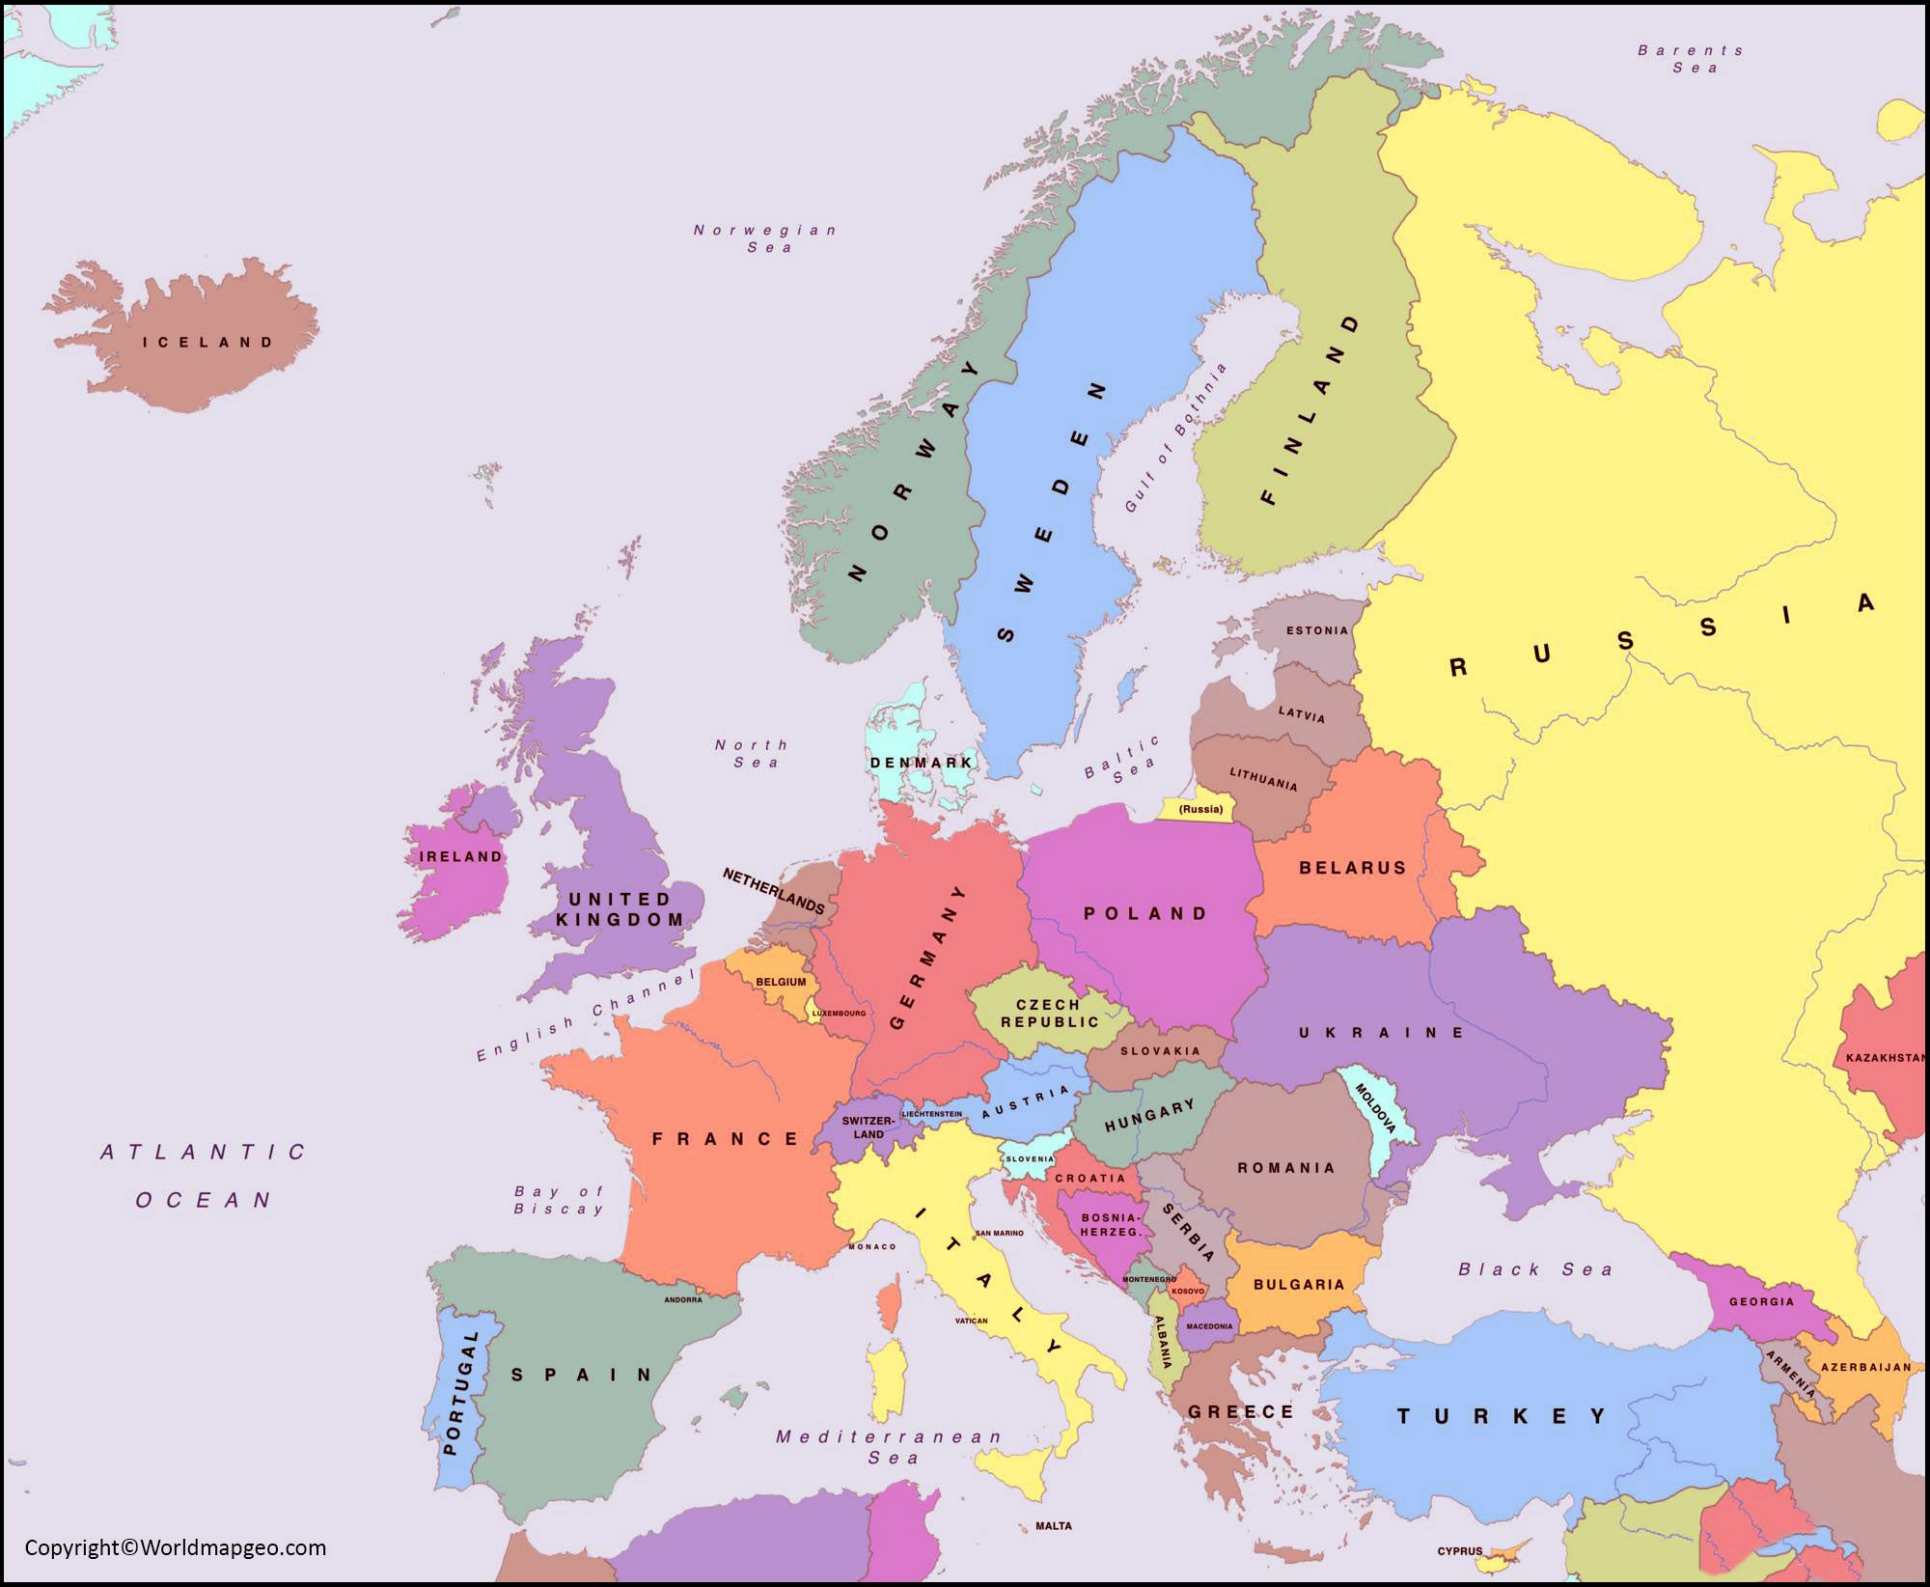 Barents
Sea
Norwegian
Sea
ICELAND
NORWAY
SWEDEN
FINLAND
Gulf of Bothnia
RUSSIA
ESTONIA
LATVIA
LITHUANIA
(Russia)
North
Sea
Baltic
Sea
DENMARK
IRELAND
UNITED
KINGDOM
NETHERLANDS
GERMANY
POLAND
BELARUS
BELGIUM
LUXEMBOURG
English Channel
CZECH
REPUBLIC
SLOVAKIA
UKRAINE
KAZAKHSTAN
ATLANTIC
OCEAN
FRANCE
SWITZER-
LAND
LIECHTENSTEIN
AUSTRIA
HUNGARY
MOLDOVA
SLOVENIA
CROATIA
ROMANIA
Bay of
Biscay
BOSNIA-
HERZEG.
SERBIA
MONACO
SAN MARINO
ITALY
MONTENEGRO
KOSOVO
BULGARIA
Black Sea
GEORGIA
ANDORRA
VATICAN
ALBANIA
MACEDONIA
ARMENIA
AZERBAIJAN
PORTUGAL
SPAIN
GREECE
TURKEY
Mediterranean
Sea
MALTA
CYPRUS
Copyright©Worldmapgeo.com